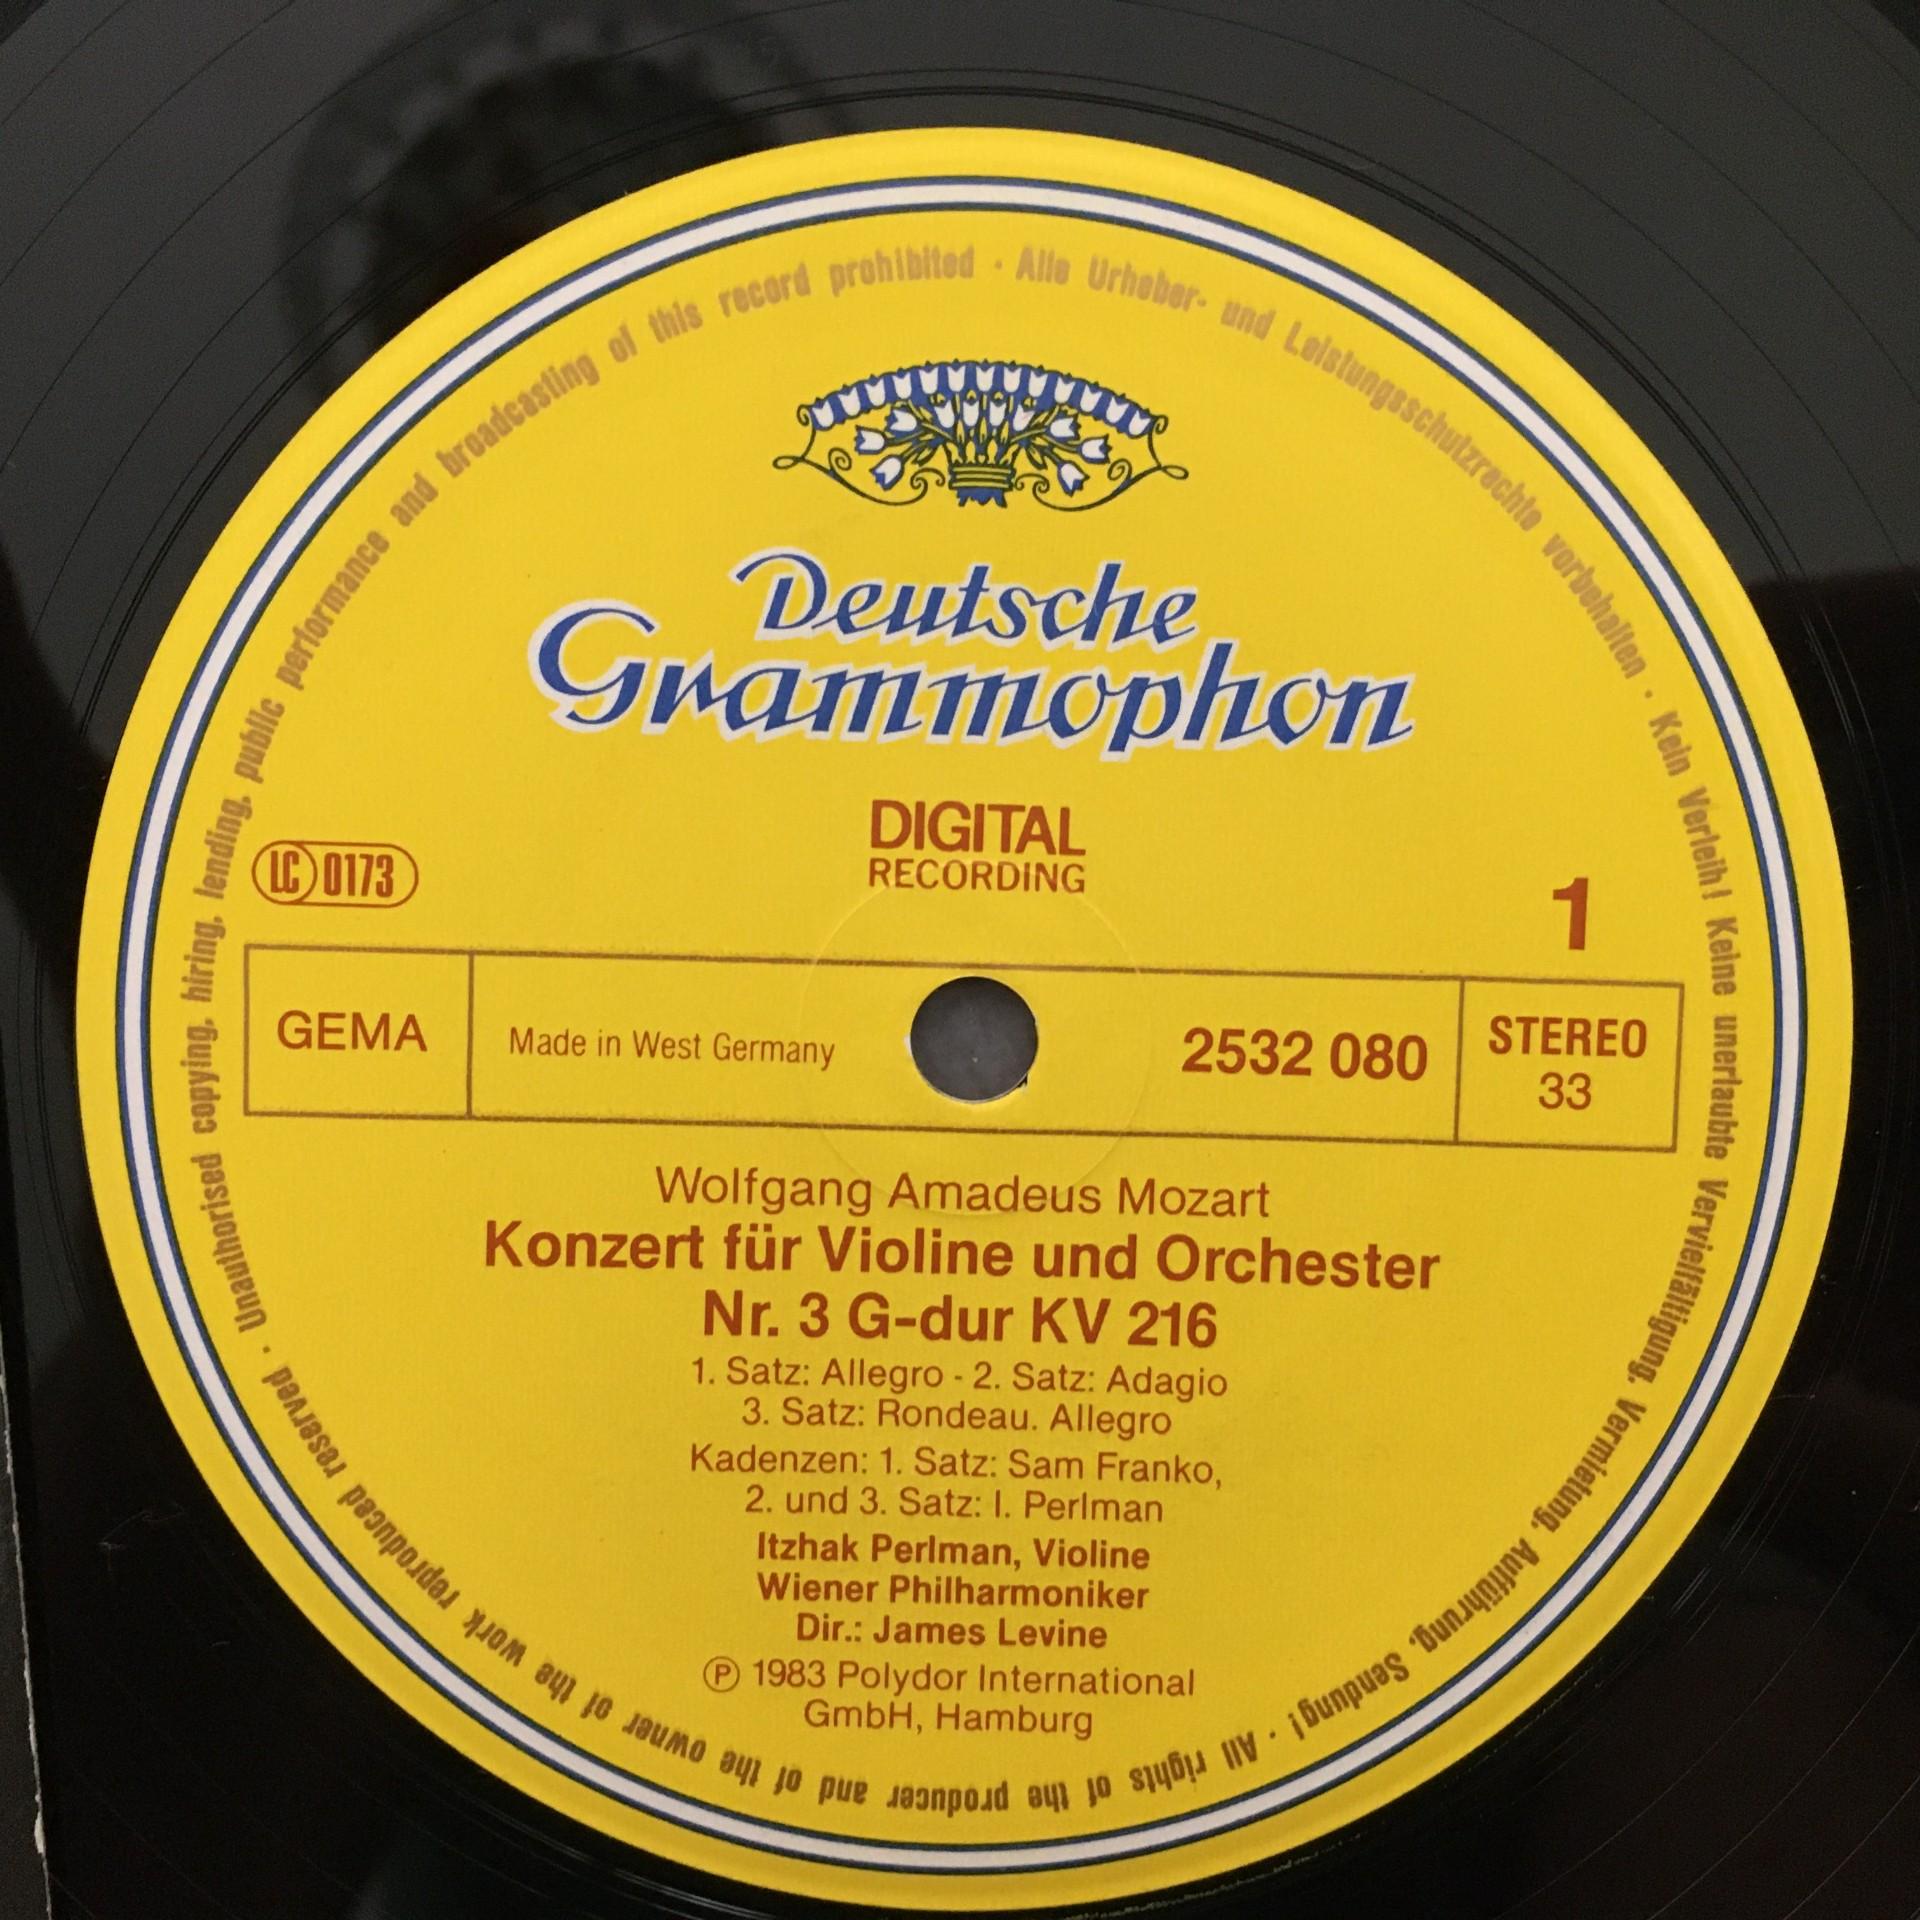 Deutsche
Grammophon
DIGITAL
RECORDING
LC 0173
1
GEMA
Made in West Germany
2532 080
STEREO
33
Wolfgang Amadeus Mozart
Konzert für Violine und Orchester
Nr. 3 G-dur KV 216
1. Satz: Allegro - 2. Satz: Adagio
3. Satz: Rondeau. Allegro
Kadenzen: 1. Satz: Sam Franko,
2. und 3. Satz: I. Perlman
Itzhak Perlman, Violine
Wiener Philharmoniker
Dir.: James Levine
Ⓟ 1983 Polydor International
GmbH, Hamburg
Alle Urheber- und Leistungsschutzrechte vorbehalten · Kein Verleih! Keine unerlaubte Vervielfältigung, Vermietung, Aufführung, Sendung! · All rights of the producer and of the owner of the work reproduced reserved · Unauthorised copying, hiring, lending, public performance and broadcasting of this record prohibited ·